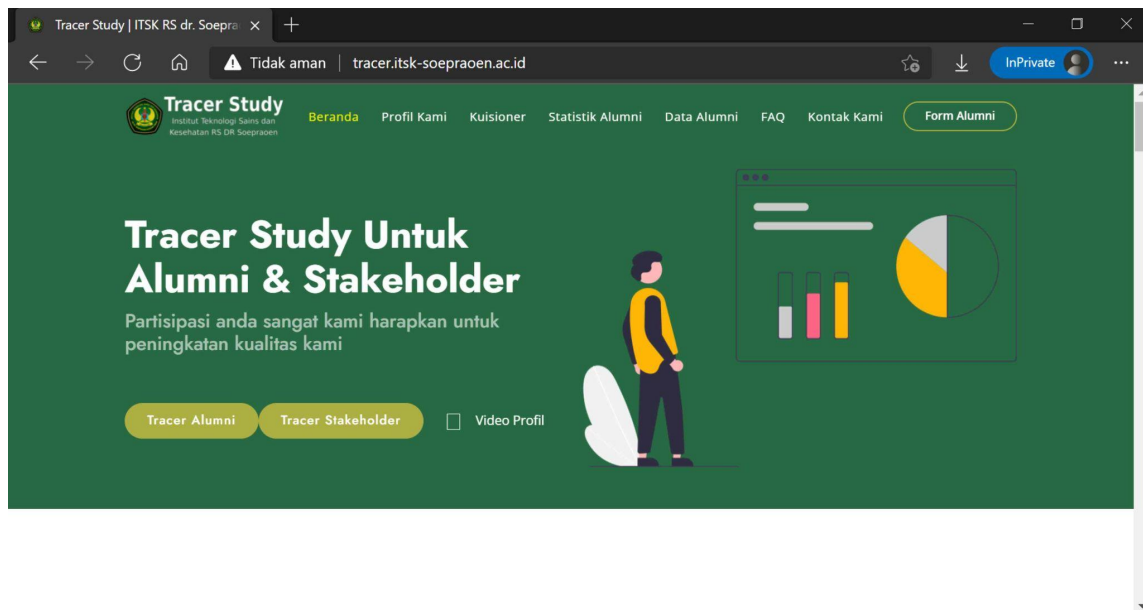 Tracer Study | ITSK RS dr. Soepra
Tidak aman | tracer.itsk-soepraoen.ac.id
InPrivate
Tracer Study
Institut Teknologi Sains dan
Kesehatan RS DR Soepraoen
Beranda Profil Kami Kuisioner Statistik Alumni Data Alumni FAQ Kontak Kami Form Alumni
Tracer Study Untuk
Alumni & Stakeholder
Partisipasi anda sangat kami harapkan untuk
peningkatan kualitas kami
Tracer Alumni Tracer Stakeholder Video Profil